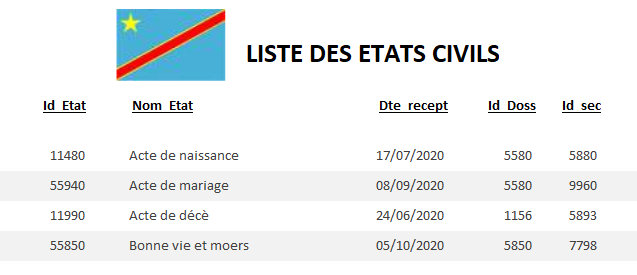 LISTE DES ETATS CIVILS
Id_Etat Nom_Etat Dte_recept Id_Doss Id_sec
11480 Acte de naissance 17/07/2020 5580 5880
55940 Acte de mariage 08/09/2020 5580 9960
11990 Acte de décè 24/06/2020 1156 5893
55850 Bonne vie et moers 05/10/2020 5850 7798